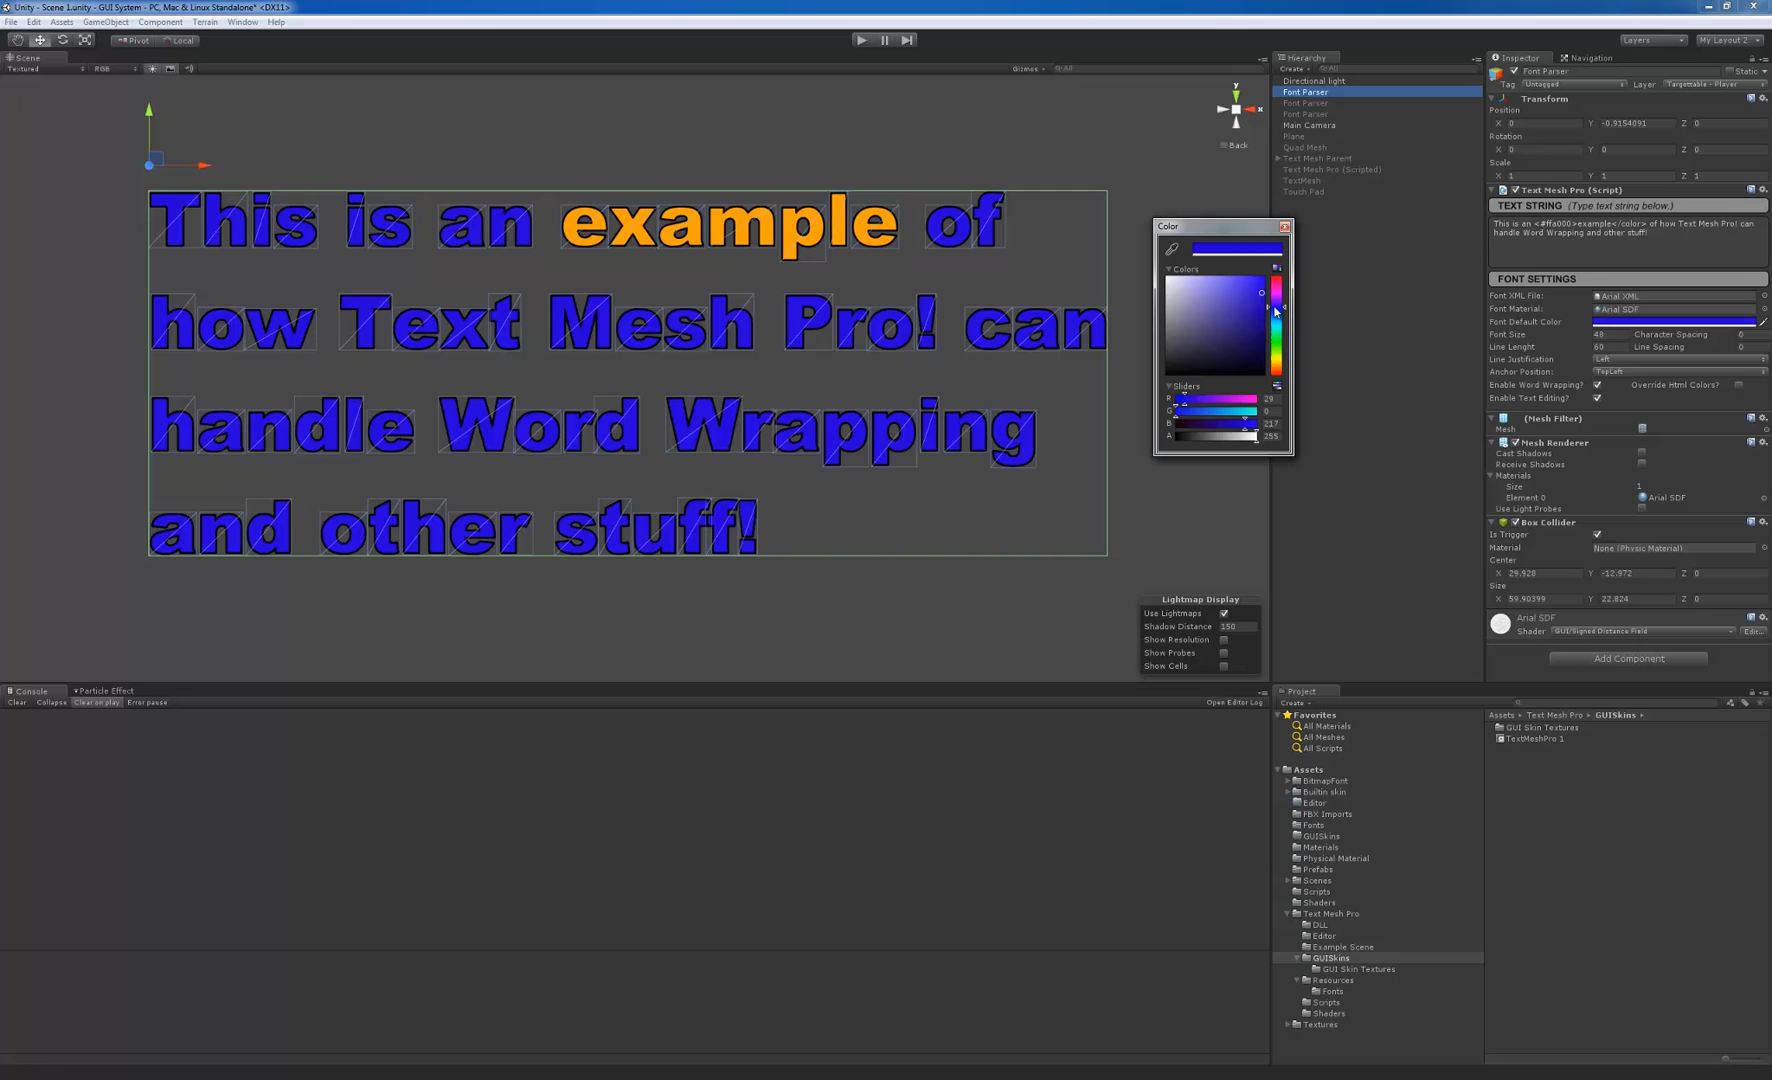 Unity - Scene 1.unity - GUI System - PC, Mac & Linux Standalone* <DX11>
File Edit Assets GameObject Component Terrain Window Help
Pivot Local
Layers
My Layout 2
Scene
Textured RGB
Gizmos
All
y
x
Back
This is an example of
how Text Mesh Pro! can
handle Word Wrapping
and other stuff!
Color
Colors
Sliders
R 29
G 0
B 217
A 255
Lightmap Display
Use Lightmaps
Shadow Distance 150
Show Resolution
Show Probes
Show Cells
Hierarchy
Create All
Directional light
Font Parser
Font Parser
Font Parser
Main Camera
Plane
Quad Mesh
Text Mesh Parent
Text Mesh Pro (Scripted)
TextMesh
Touch Pad
Inspector Navigation
Font Parser Static
Tag Untagged Layer Targettable - Player
Transform
Position
X 0 Y -0.9154091 Z 0
Rotation
X 0 Y 0 Z 0
Scale
X 1 Y 1 Z 1
Text Mesh Pro (Script)
TEXT STRING (Type text string below.)
This is an <#ffa000>example</color> of how Text Mesh Pro! can
handle Word Wrapping and other stuff!
FONT SETTINGS
Font XML File: Arial XML
Font Material: Arial SDF
Font Default Color
Font Size 48 Character Spacing 0
Line Lenght 60 Line Spacing 0
Line Justification Left
Anchor Position: TopLeft
Enable Word Wrapping? Override Html Colors?
Enable Text Editing?
(Mesh Filter)
Mesh
Mesh Renderer
Cast Shadows
Receive Shadows
Materials
Size 1
Element 0 Arial SDF
Use Light Probes
Box Collider
Is Trigger
Material None (Physic Material)
Center
X 29.928 Y -12.972 Z 0
Size
X 59.90399 Y 22.824 Z 0
Arial SDF
Shader GUI/Signed Distance Field Edit...
Add Component
Console Particle Effect
Clear Collapse Clear on play Error pause
Open Editor Log
Project
Create
Favorites
All Materials
All Meshes
All Scripts
Assets
BitmapFont
Builtin skin
Editor
FBX Imports
Fonts
GUISkins
Materials
Physical Material
Prefabs
Scenes
Scripts
Shaders
Text Mesh Pro
DLL
Editor
Example Scene
GUISkins
GUI Skin Textures
Resources
Fonts
Scripts
Shaders
Textures
Assets Text Mesh Pro GUISkins
GUI Skin Textures
TextMeshPro 1